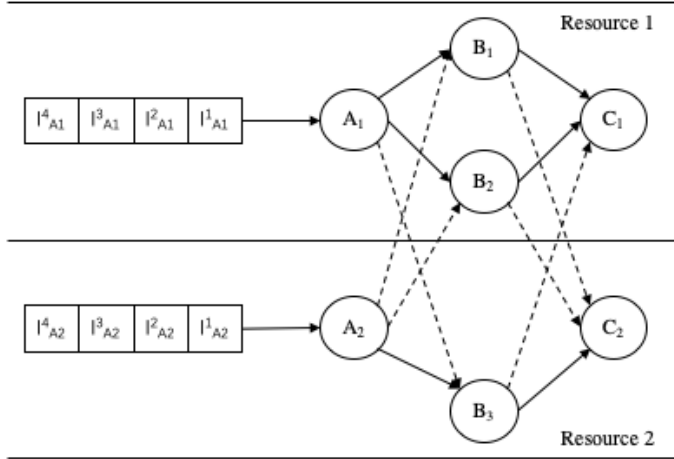 Resource 1
B₁
I⁴A1 I³A1 I²A1 I¹A1 A₁ C₁
B₂
I⁴A2 I³A2 I²A2 I¹A2 A₂ C₂
B₃
Resource 2